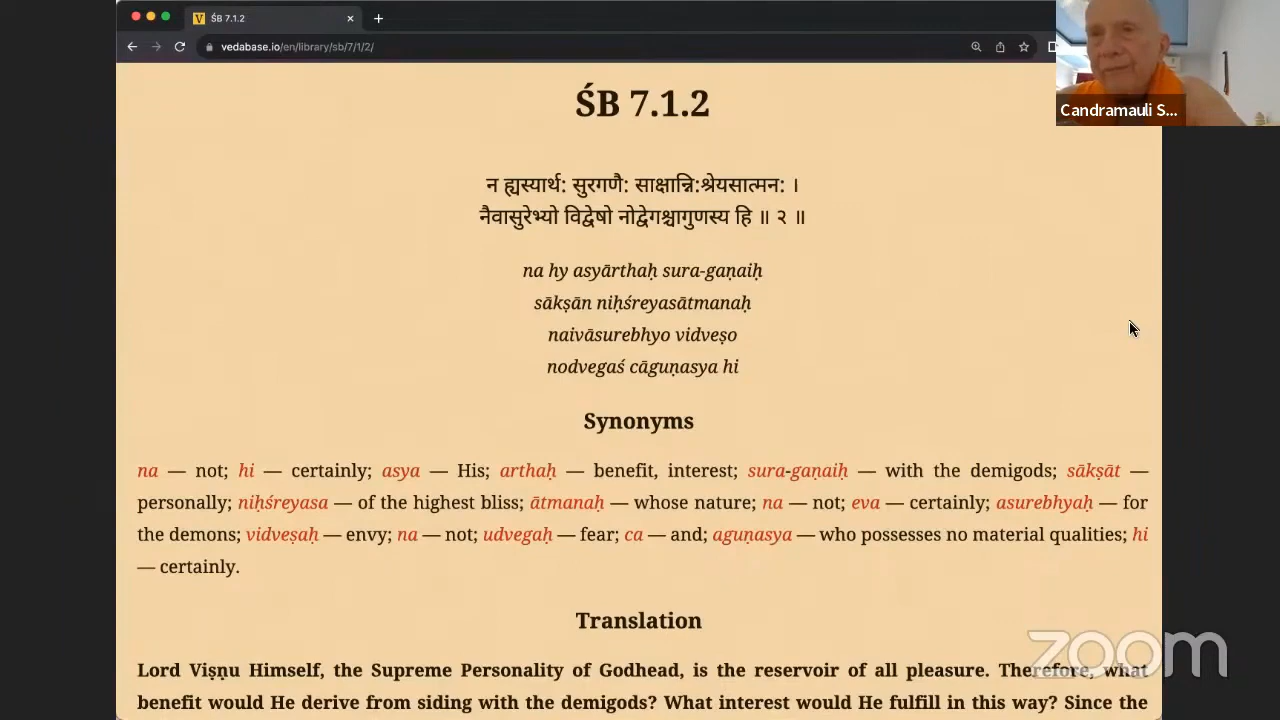 ŚB 7.1.2
vedabase.io/en/library/sb/7/1/2/
Candramauli S...
ŚB 7.1.2
न ह्यस्यार्थ: सुरगणै: साक्षान्नि:श्रेयसात्मन: ।
नैवासुरेभ्यो विद्वेषो नोद्वेगश्चागुणस्य हि ॥ २ ॥
na hy asyārthaḥ sura-gaṇaiḥ
sākṣān niḥśreyasātmanaḥ
naivāsurebhyo vidveṣo
nodvegaś cāguṇasya hi
Synonyms
na — not; hi — certainly; asya — His; arthaḥ — benefit, interest; sura-gaṇaiḥ — with the demigods; sākṣāt —
personally; niḥśreyasa — of the highest bliss; ātmanaḥ — whose nature; na — not; eva — certainly; asurebhyaḥ — for
the demons; vidveṣaḥ — envy; na — not; udvegaḥ — fear; ca — and; aguṇasya — who possesses no material qualities; hi
— certainly.
Translation
Lord Viṣṇu Himself, the Supreme Personality of Godhead, is the reservoir of all pleasure. Therefore, what
benefit would He derive from siding with the demigods? What interest would He fulfill in this way? Since the
zoom